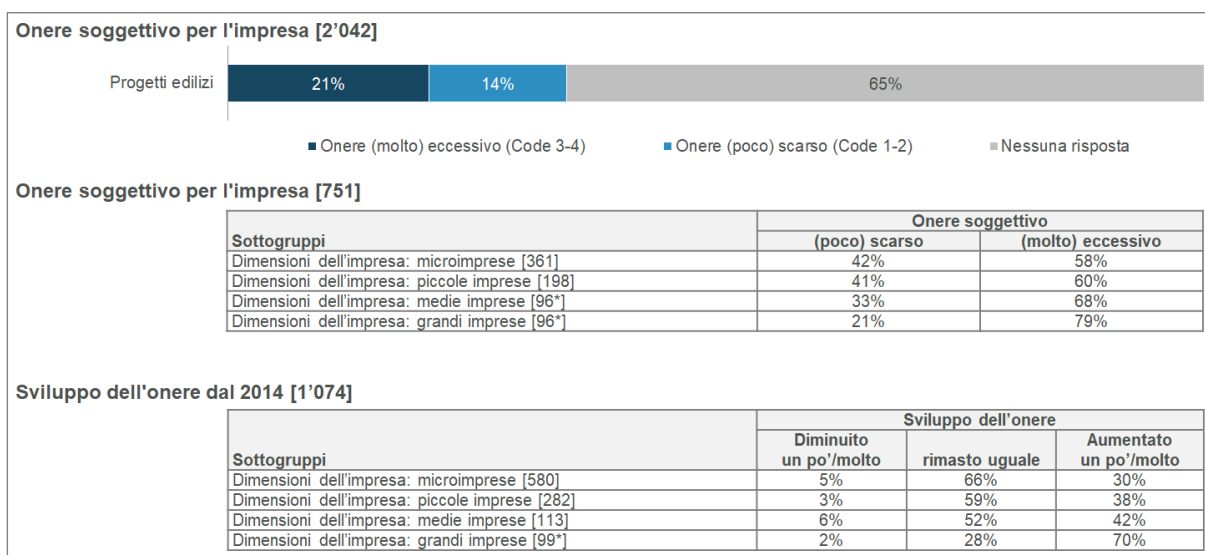 Onere soggettivo per l'impresa [2’042]
Progetti edilizi 21% 14% 65%
Onere (molto) eccessivo (Code 3-4) Onere (poco) scarso (Code 1-2) Nessuna risposta
Onere soggettivo per l'impresa [751]
Onere soggettivo
Sottogruppi (poco) scarso (molto) eccessivo
Dimensioni dell’impresa: microimprese [361] 42% 58%
Dimensioni dell’impresa: piccole imprese [198] 41% 60%
Dimensioni dell’impresa: medie imprese [96*] 33% 68%
Dimensioni dell’impresa: grandi imprese [96*] 21% 79%
Sviluppo dell'onere dal 2014 [1’074]
Sviluppo dell’onere
Diminuito Aumentato
Sottogruppi un po’/molto rimasto uguale un po’/molto
Dimensioni dell’impresa: microimprese [580] 5% 66% 30%
Dimensioni dell’impresa: piccole imprese [282] 3% 59% 38%
Dimensioni dell’impresa: medie imprese [113] 6% 52% 42%
Dimensioni dell’impresa: grandi imprese [99*] 2% 28% 70%